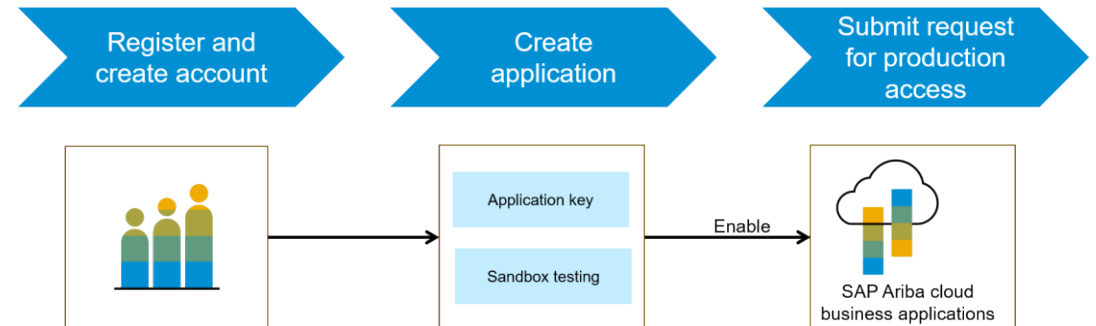 Register and
create account
Create
application
Submit request
for production
access
Application key
Sandbox testing
Enable
SAP Ariba cloud
business applications